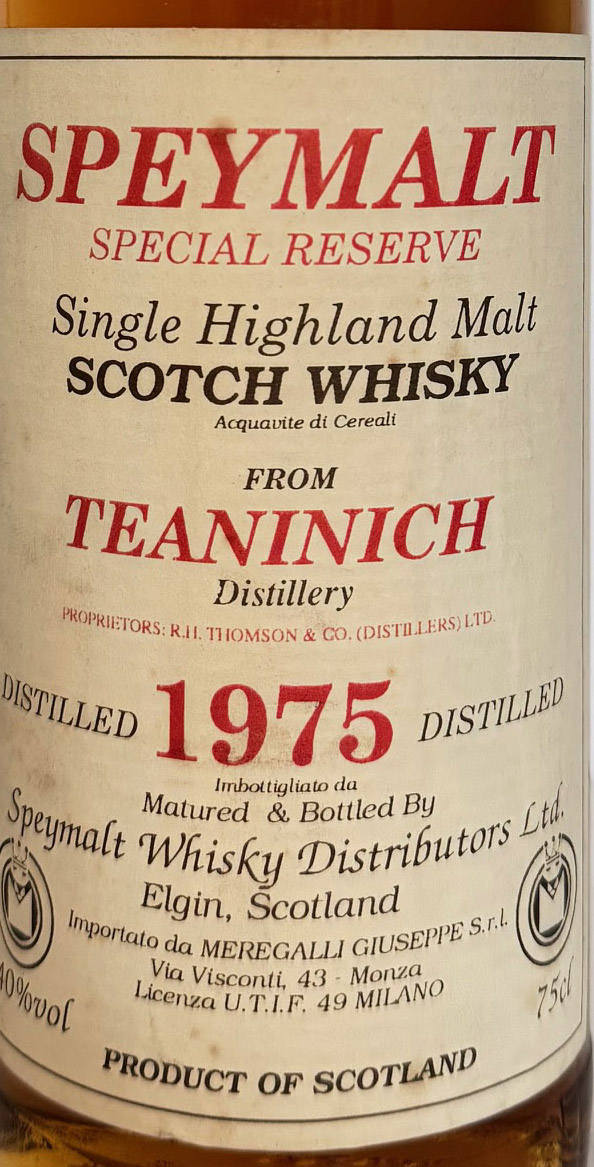 SPEYMALT
SPECIAL RESERVE
Single Highland Malt
SCOTCH WHISKY
Acquavite di Cereali
FROM
TEANINICH
Distillery
PROPRIETORS: R.H. THOMSON & CO. (DISTILLERS) LTD.
DISTILLED 1975 DISTILLED
Imbottigliato da
Matured & Bottled By
Speymalt Whisky Distributors Ltd.
Elgin, Scotland
Importato da MEREGALLI GIUSEPPE S.r.l.
Via Visconti, 43 - Monza
Licenza U.T.I.F. 49 MILANO
40%vol 75cl
PRODUCT OF SCOTLAND